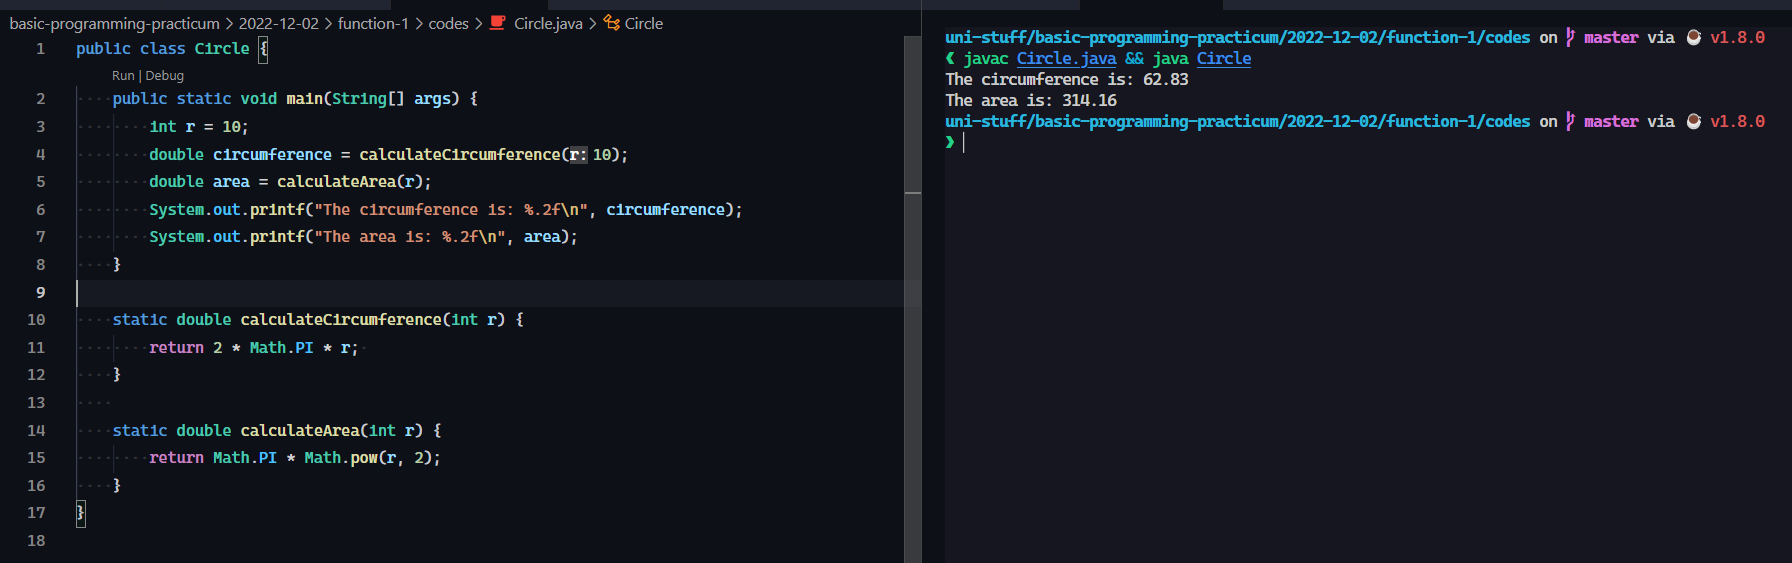 basic-programming-practicum > 2022-12-02 > function-1 > codes > Circle.java > Circle
1 public class Circle {
Run | Debug
2 public static void main(String[] args) {
3 int r = 10;
4 double circumference = calculateCircumference(r: 10);
5 double area = calculateArea(r);
6 System.out.printf("The circumference is: %.2f\n", circumference);
7 System.out.printf("The area is: %.2f\n", area);
8 }
9
10 static double calculateCircumference(int r) {
11 return 2 * Math.PI * r;
12 }
13
14 static double calculateArea(int r) {
15 return Math.PI * Math.pow(r, 2);
16 }
17 }
18
uni-stuff/basic-programming-practicum/2022-12-02/function-1/codes on master via v1.8.0
❮ javac Circle.java && java Circle
The circumference is: 62.83
The area is: 314.16
uni-stuff/basic-programming-practicum/2022-12-02/function-1/codes on master via v1.8.0
❯